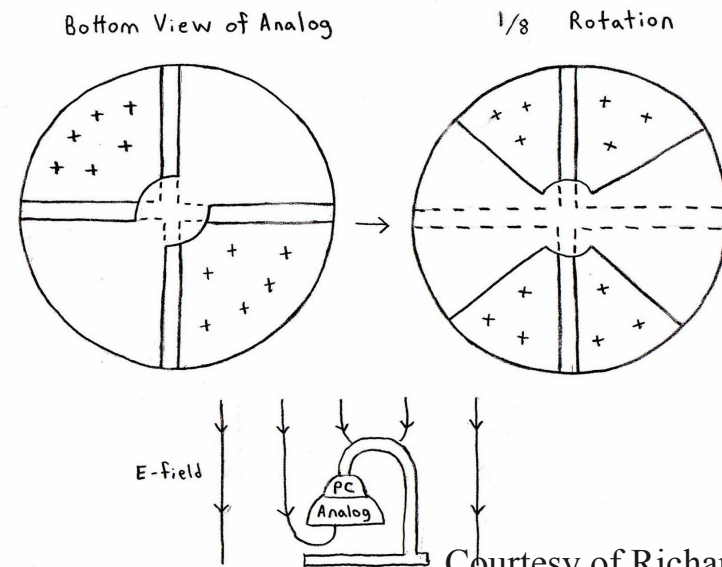 Bottom View of Analog
1/8 Rotation
+ + + + + +
+ + + + + +
+ + + + + +
+ + + + + +
E-field
PC
Analog
Courtesy of Richar